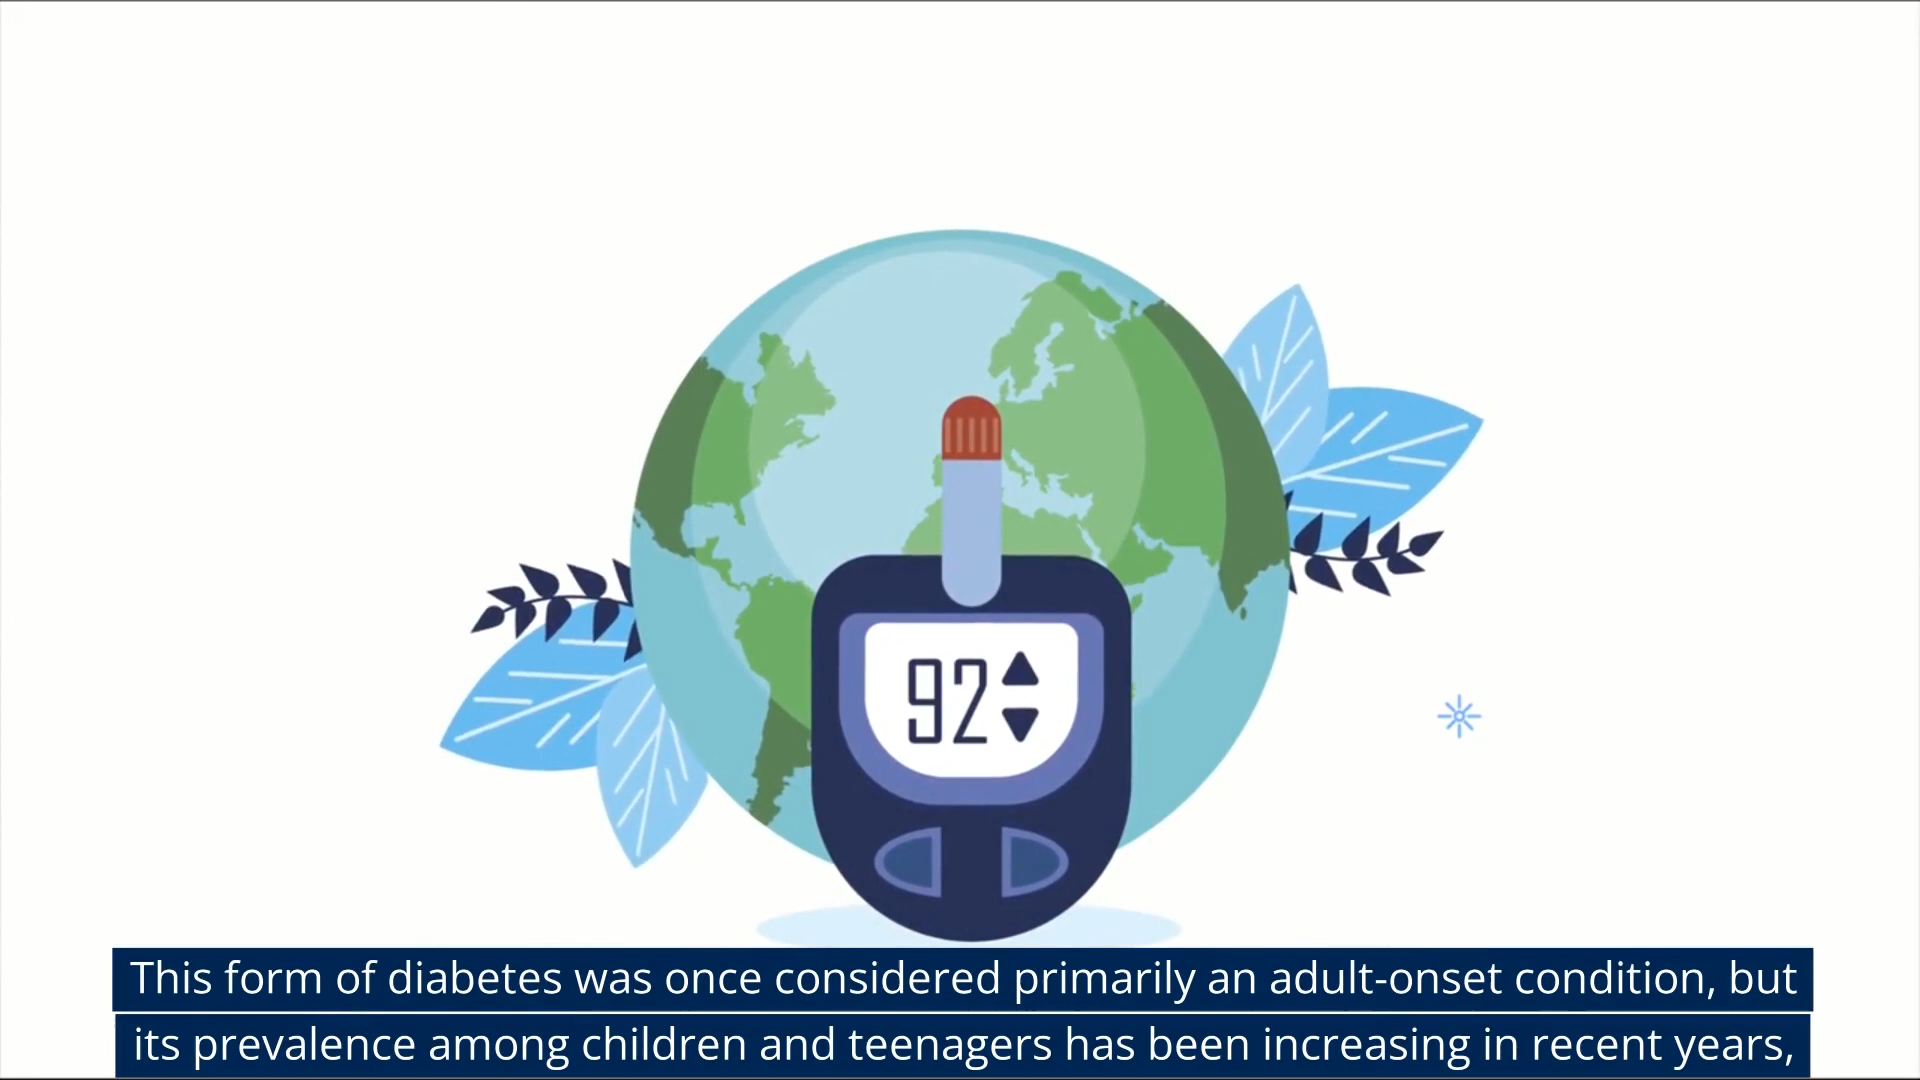 92
This form of diabetes was once considered primarily an adult-onset condition, but
its prevalence among children and teenagers has been increasing in recent years,